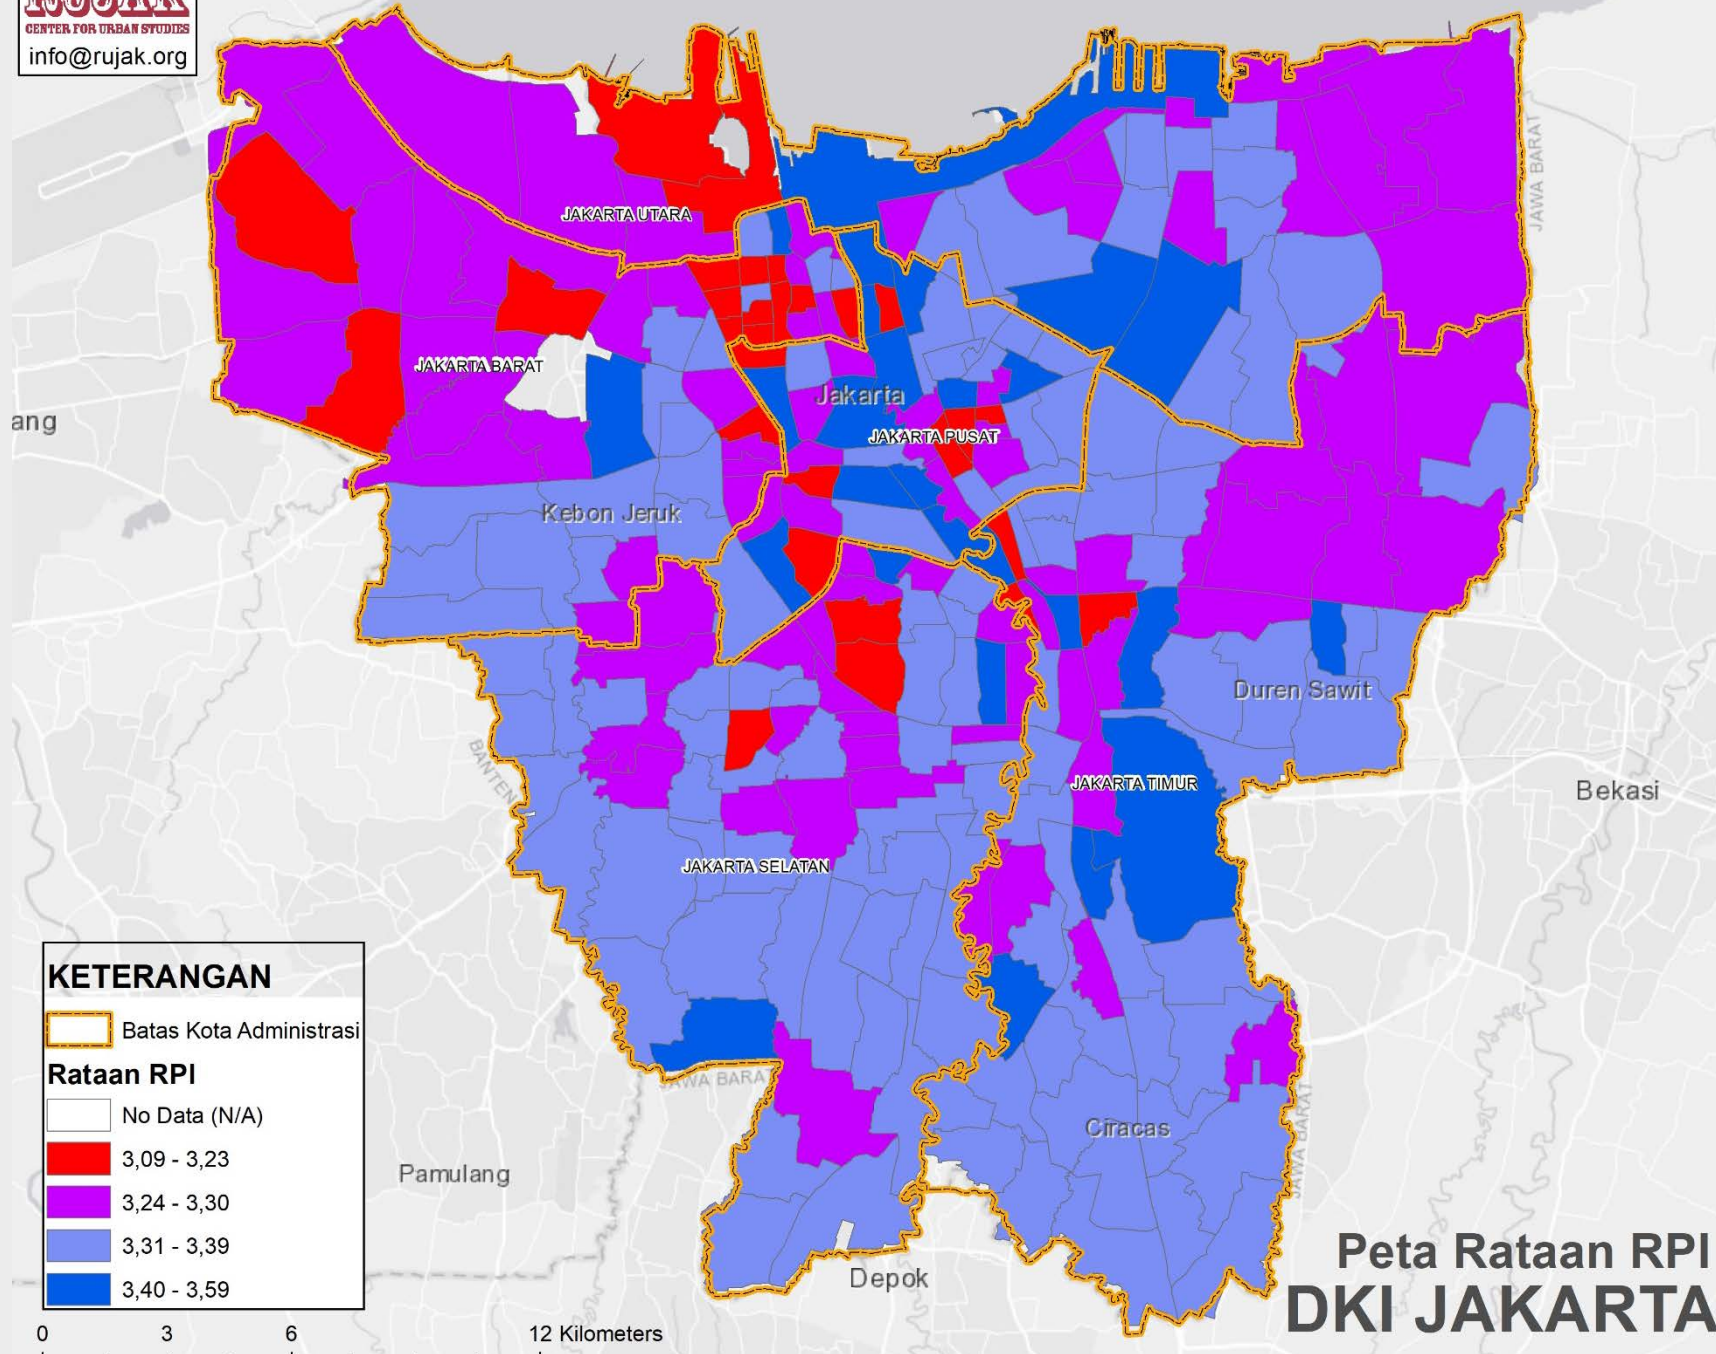 RUJAK
CENTER FOR URBAN STUDIES
info@rujak.org
JAWA BARAT
JAKARTA UTARA
JAKARTA BARAT
Jakarta
ang
JAKARTA PUSAT
Kebon Jeruk
Duren Sawit
BANTEN
JAKARTA TIMUR
Bekasi
JAKARTA SELATAN
KETERANGAN
Batas Kota Administrasi
Rataan RPI
No Data (N/A)
3,09 - 3,23
3,24 - 3,30
3,31 - 3,39
3,40 - 3,59
JAWA BARAT
Ciracas
JAWA BARAT
Pamulang
Depok
Peta Rataan RPI
DKI JAKARTA
0 3 6 12 Kilometers